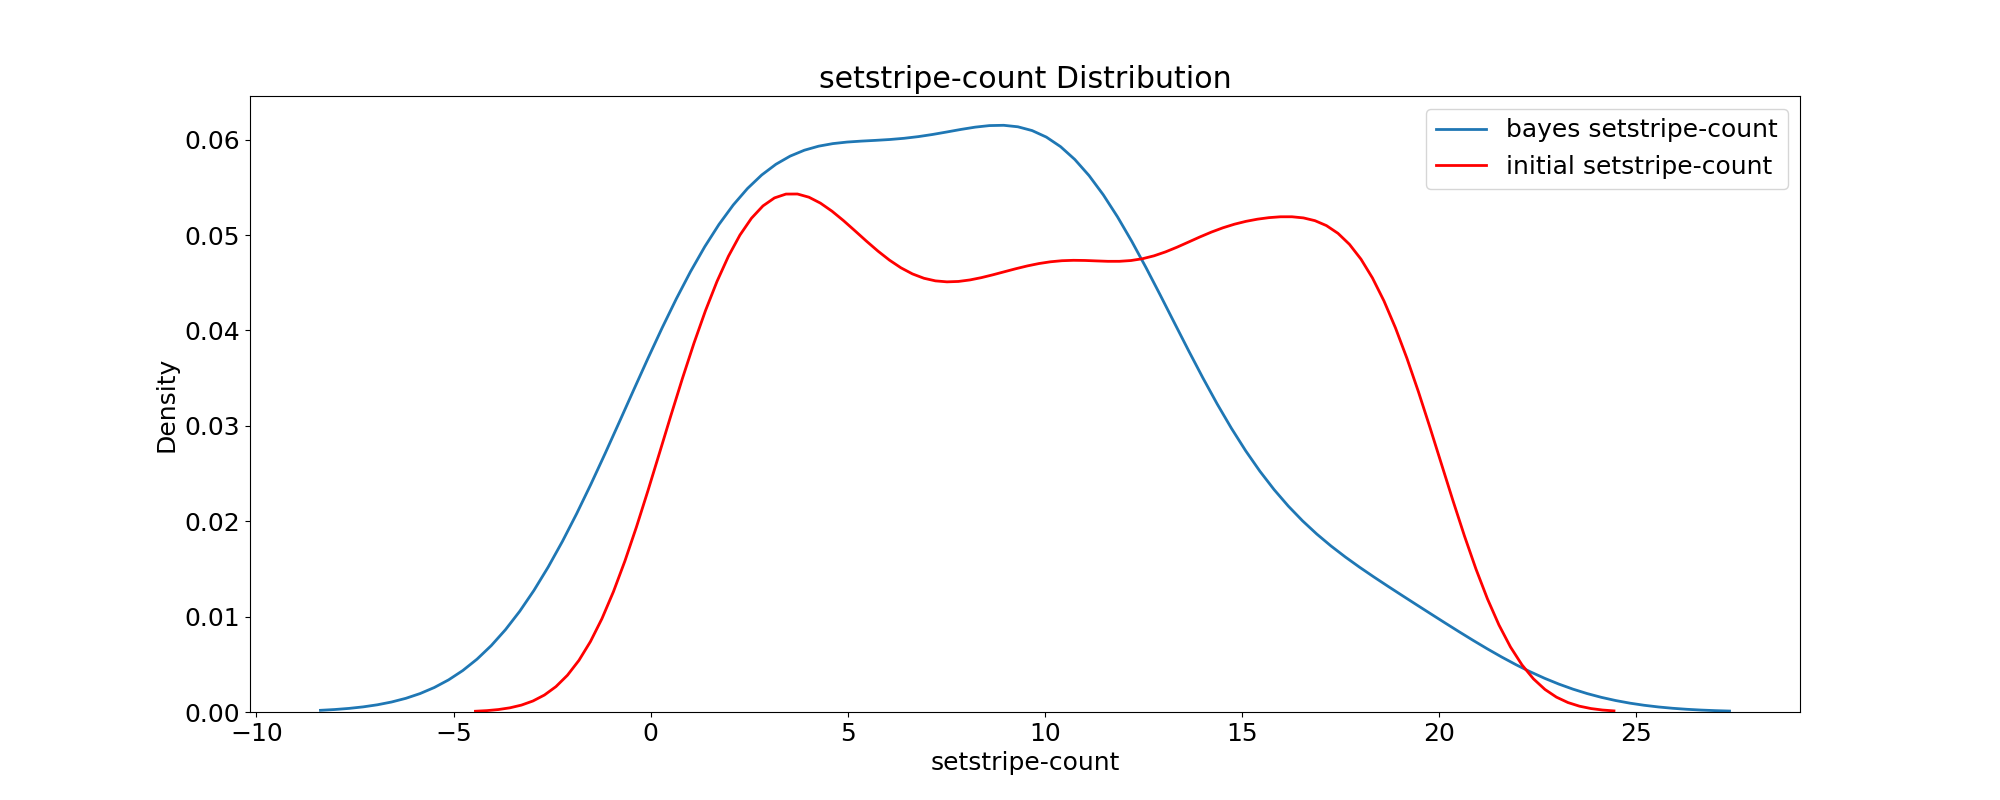 setstripe-count Distribution
bayes setstripe-count
initial setstripe-count
Density
0.06
0.05
0.04
0.03
0.02
0.01
0.00
−10 −5 0 5 10 15 20 25
setstripe-count